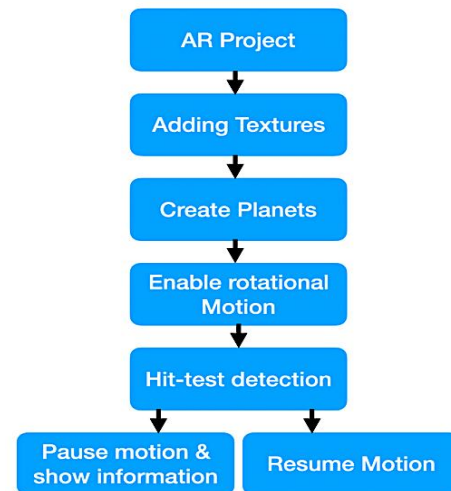 AR Project
Adding Textures
Create Planets
Enable rotational
Motion
Hit-test detection
Pause motion &
show information
Resume Motion